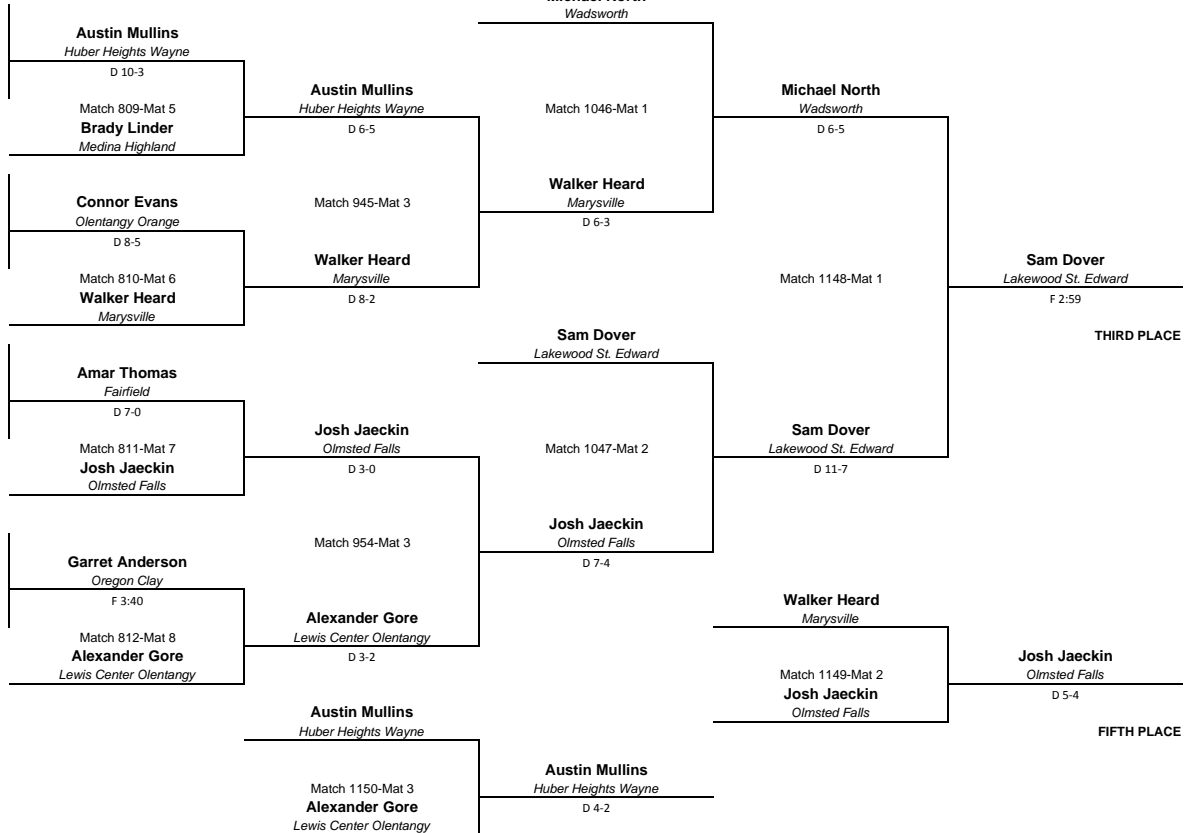 Wadsworth
Austin Mullins
Huber Heights Wayne
D 10-3
Match 809-Mat 5
Brady Linder
Medina Highland
Austin Mullins
Huber Heights Wayne
D 6-5
Match 1046-Mat 1
Michael North
Wadsworth
D 6-5
Connor Evans
Olentangy Orange
D 8-5
Match 810-Mat 6
Walker Heard
Marysville
Match 945-Mat 3
Walker Heard
Marysville
D 8-2
Walker Heard
Marysville
D 6-3
Match 1148-Mat 1
Sam Dover
Lakewood St. Edward
F 2:59
THIRD PLACE
Amar Thomas
Fairfield
D 7-0
Match 811-Mat 7
Josh Jaeckin
Olmsted Falls
Josh Jaeckin
Olmsted Falls
D 3-0
Sam Dover
Lakewood St. Edward
Match 1047-Mat 2
Sam Dover
Lakewood St. Edward
D 11-7
Garret Anderson
Oregon Clay
F 3:40
Match 812-Mat 8
Alexander Gore
Lewis Center Olentangy
Match 954-Mat 3
Alexander Gore
Lewis Center Olentangy
D 3-2
Josh Jaeckin
Olmsted Falls
D 7-4
Walker Heard
Marysville
Match 1149-Mat 2
Josh Jaeckin
Olmsted Falls
Josh Jaeckin
Olmsted Falls
D 5-4
FIFTH PLACE
Austin Mullins
Huber Heights Wayne
Match 1150-Mat 3
Alexander Gore
Lewis Center Olentangy
Austin Mullins
Huber Heights Wayne
D 4-2